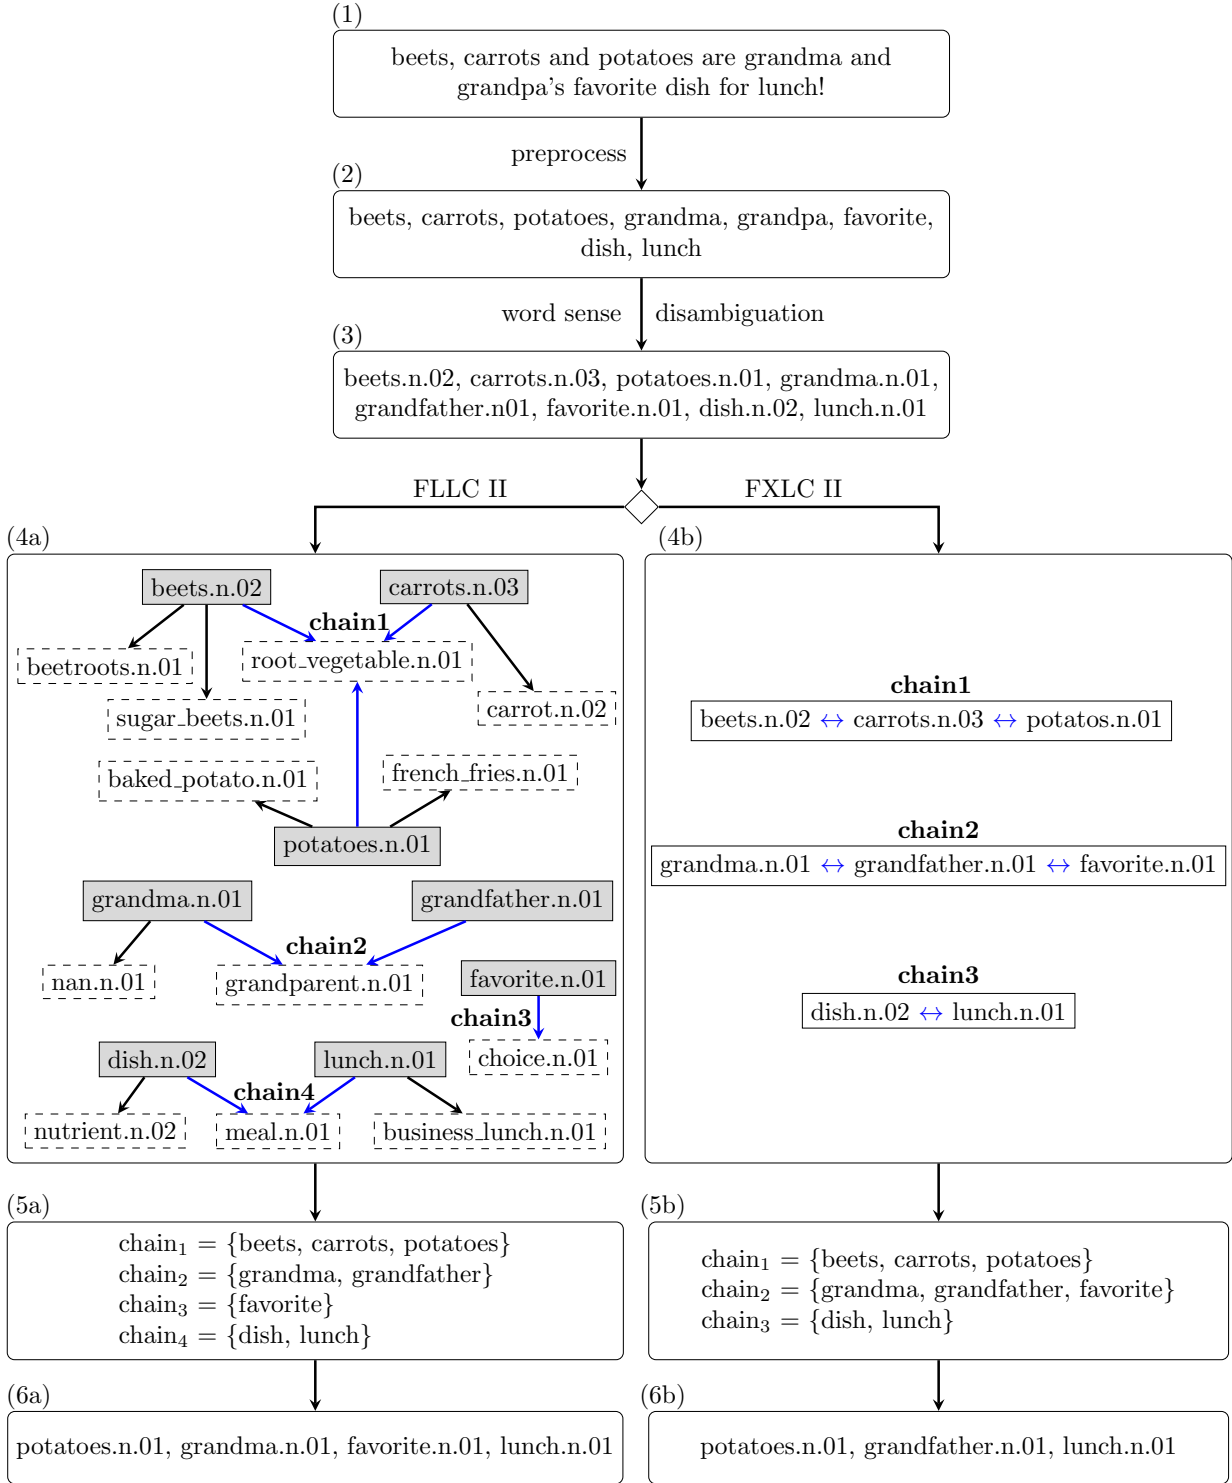 (1)
beets, carrots and potatoes are grandma and
grandpa's favorite dish for lunch!
preprocess
(2)
beets, carrots, potatoes, grandma, grandpa, favorite,
dish, lunch
word sense disambiguation
(3)
beets.n.02, carrots.n.03, potatoes.n.01, grandma.n.01,
grandfather.n01, favorite.n.01, dish.n.02, lunch.n.01
FLLC II
FXLC II
(4a)
beets.n.02
carrots.n.03
chain1
beetroots.n.01
root_vegetable.n.01
sugar_beets.n.01
carrot.n.02
baked_potato.n.01
french_fries.n.01
potatoes.n.01
grandma.n.01
grandfather.n.01
chain2
nan.n.01
grandparent.n.01
favorite.n.01
chain3
choice.n.01
dish.n.02
lunch.n.01
chain4
nutrient.n.02
meal.n.01
business_lunch.n.01
(4b)
chain1
beets.n.02 ↔ carrots.n.03 ↔ potatos.n.01
chain2
grandma.n.01 ↔ grandfather.n.01 ↔ favorite.n.01
chain3
dish.n.02 ↔ lunch.n.01
(5a)
chain₁ = {beets, carrots, potatoes}
chain₂ = {grandma, grandfather}
chain₃ = {favorite}
chain₄ = {dish, lunch}
(5b)
chain₁ = {beets, carrots, potatoes}
chain₂ = {grandma, grandfather, favorite}
chain₃ = {dish, lunch}
(6a)
potatoes.n.01, grandma.n.01, favorite.n.01, lunch.n.01
(6b)
potatoes.n.01, grandfather.n.01, lunch.n.01